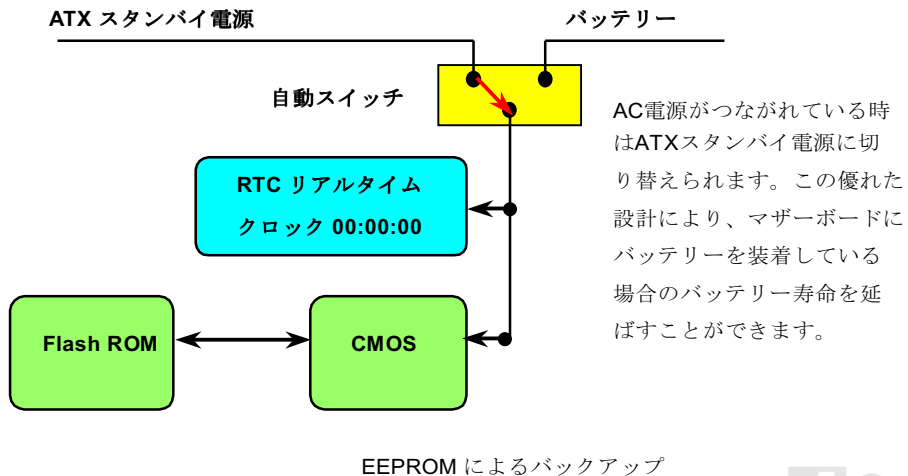 ATX スタンバイ電源
バッテリー
自動スイッチ
AC電源がつながれている時
はATXスタンバイ電源に切
り替えられます。この優れた
設計により、マザーボードに
バッテリーを装着している
場合のバッテリー寿命を延
ばすことができます。
RTC リアルタイム
クロック 00:00:00
Flash ROM
CMOS
EEPROM によるバックアップ